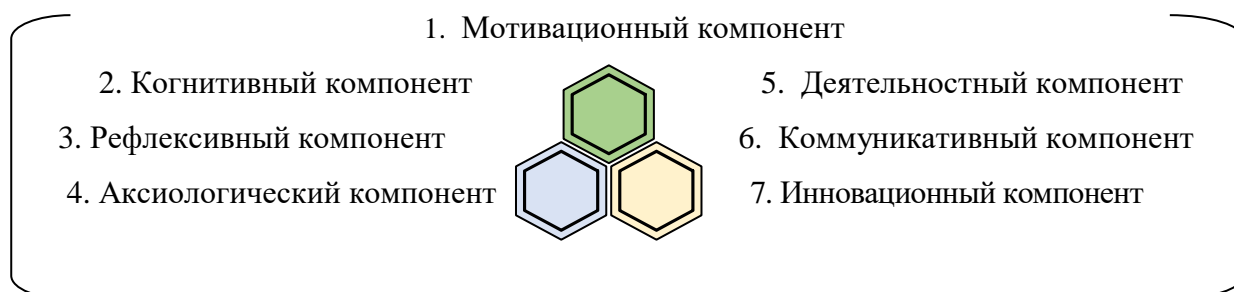 1. Мотивационный компонент
2. Когнитивный компонент
3. Рефлексивный компонент
4. Аксиологический компонент
5. Деятельностный компонент
6. Коммуникативный компонент
7. Инновационный компонент